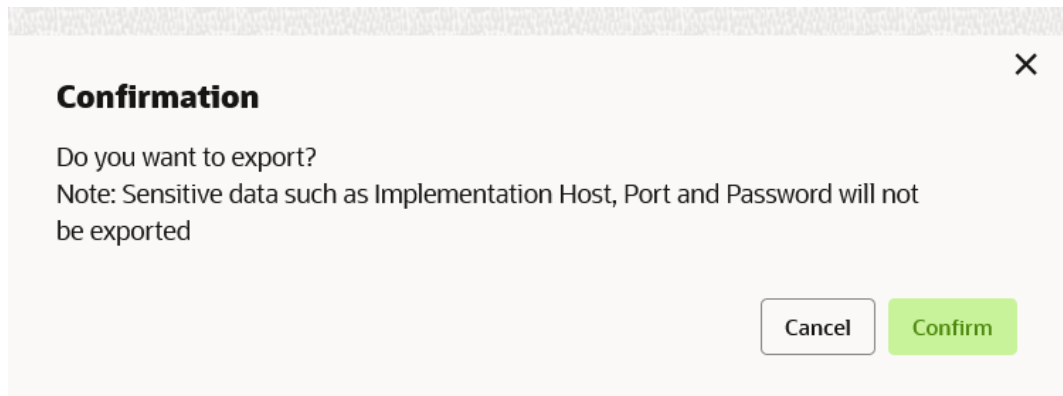 Confirmation
Do you want to export?
Note: Sensitive data such as Implementation Host, Port and Password will not
be exported
Cancel
Confirm